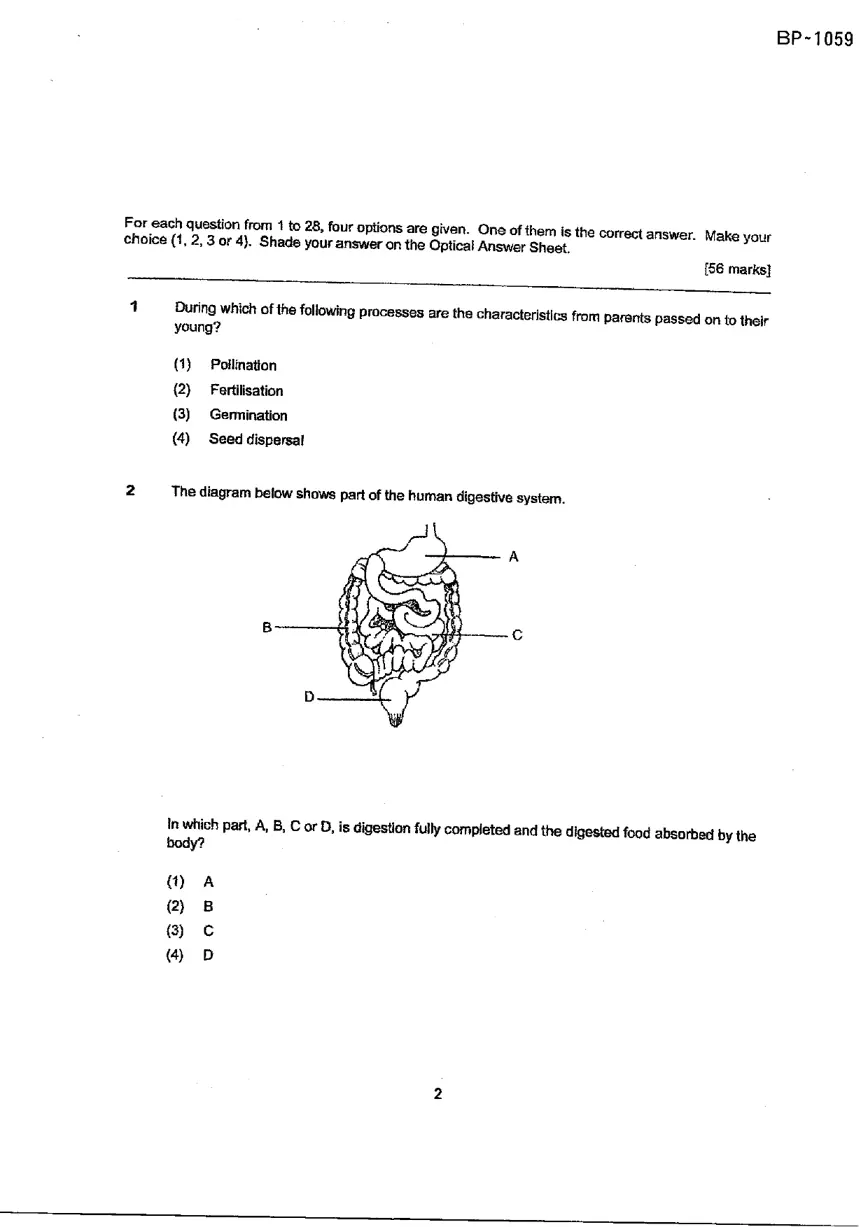 BP-1059
For each question from 1 to 28, four options are given. One of them is the correct answer. Make your
choice (1, 2, 3 or 4). Shade your answer on the Optical Answer Sheet.
[56 marks]
1 During which of the following processes are the characteristics from parents passed on to their
young?
(1) Pollination
(2) Fertilisation
(3) Germination
(4) Seed dispersal
2 The diagram below shows part of the human digestive system.
A
B
C
D
In which part, A, B, C or D, is digestion fully completed and the digested food absorbed by the
body?
(1) A
(2) B
(3) C
(4) D
2